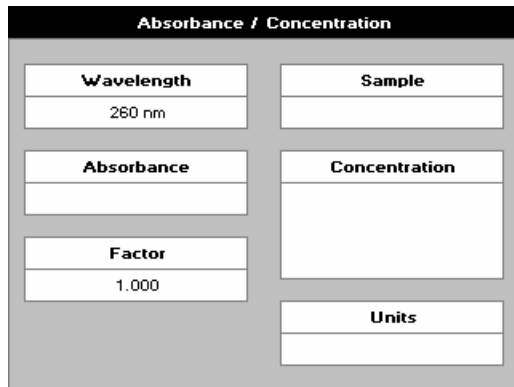 Absorbance / Concentration
Wavelength
260 nm
Absorbance
Factor
1.000
Sample
Concentration
Units